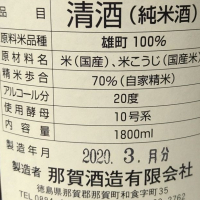 品目 清酒(純米酒)
原料米品種 雄町 100%
原材料名 米(国産)、米こうじ(国産米)
精米歩合 70%(自家精米)
アルコール分 20度
使用酵母 10号系
内容量 1800ml
製造年月 2020.3.月分
製造者 那賀酒造有限会社
徳島県那賀郡那賀町和食字町35